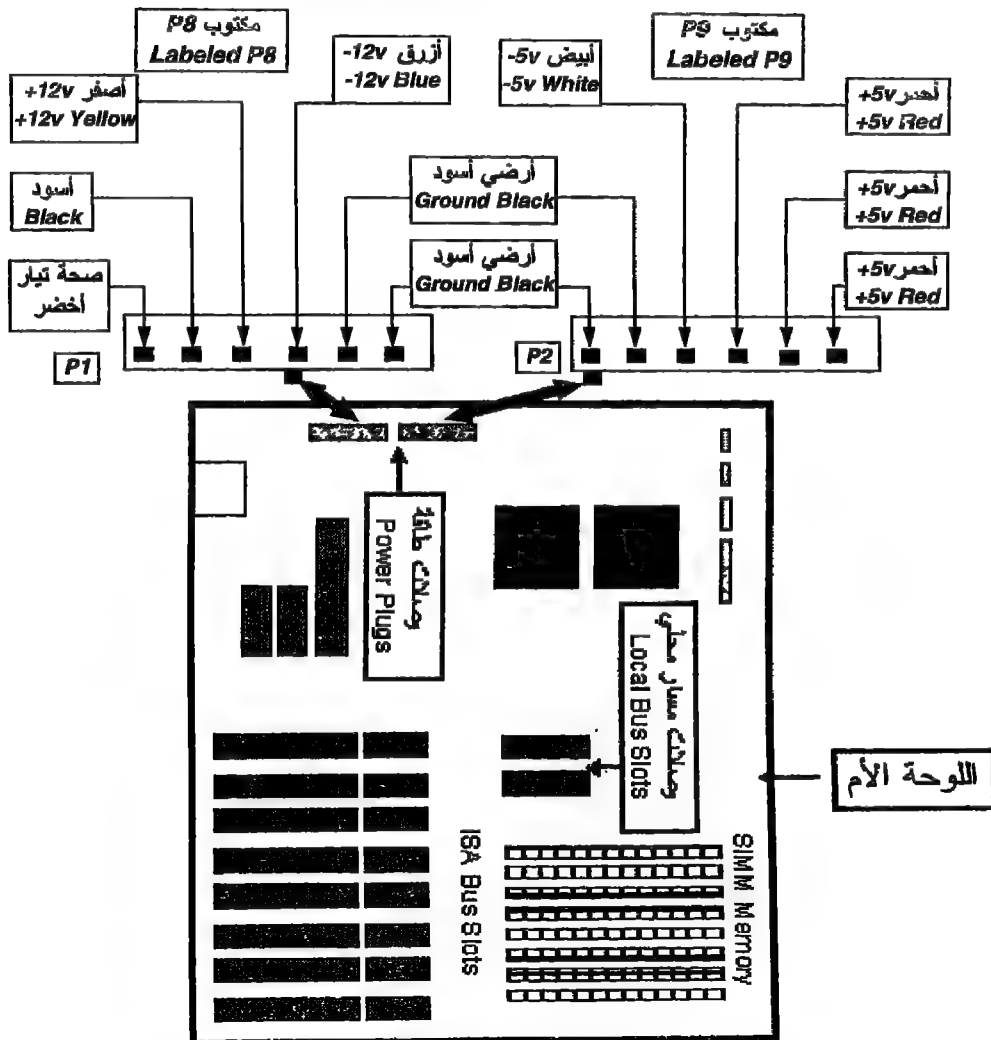 مكتوب P8
Labeled P8
أزرق -12v
-12v Blue
أبيض -5v
-5v White
مكتوب P9
Labeled P9
أصفر +12v
+12v Yellow
أحمر +5v
+5v Red
أسود
Black
أرضي أسود
Ground Black
أحمر +5v
+5v Red
صحة تيار
أخضر
أرضي أسود
Ground Black
أحمر +5v
+5v Red
P1
P2
وصلات طاقة
Power Plugs
وصلات مسار محلي
Local Bus Slots
اللوحة الأم
ISA Bus Slots
SIMM Memory